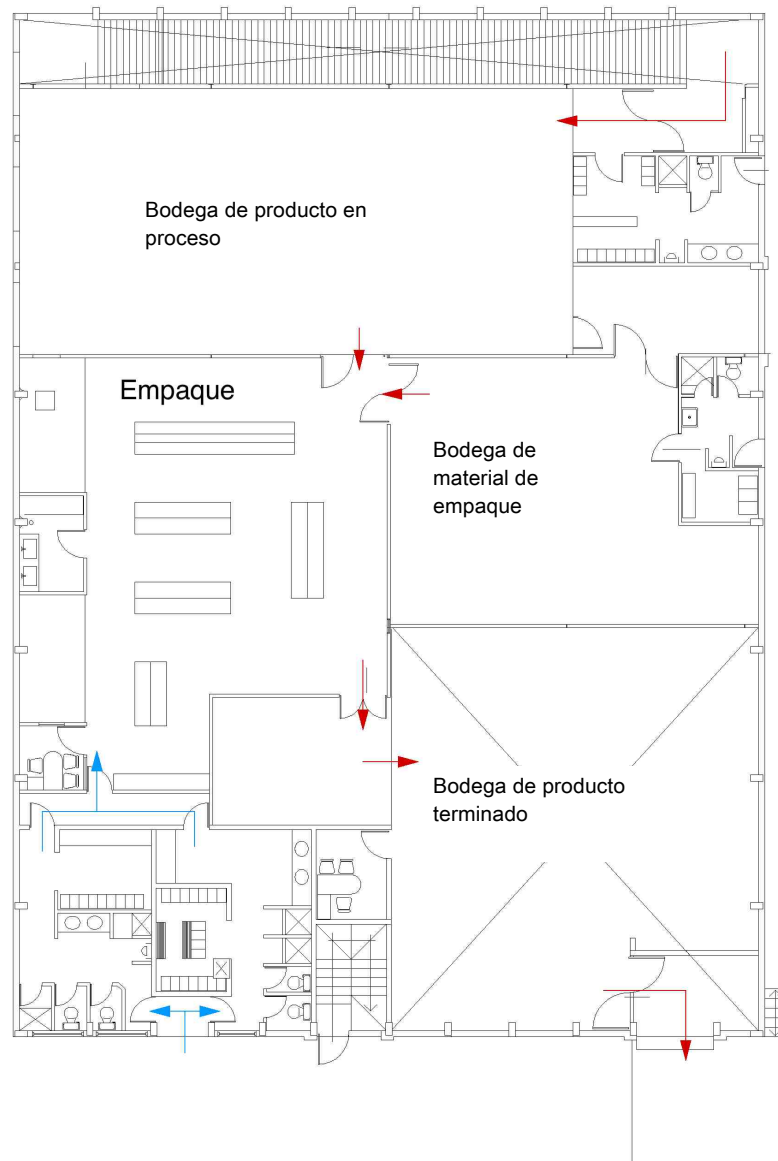 Bodega de producto en
proceso
Empaque
Bodega de
material de
empaque
Bodega de producto
terminado